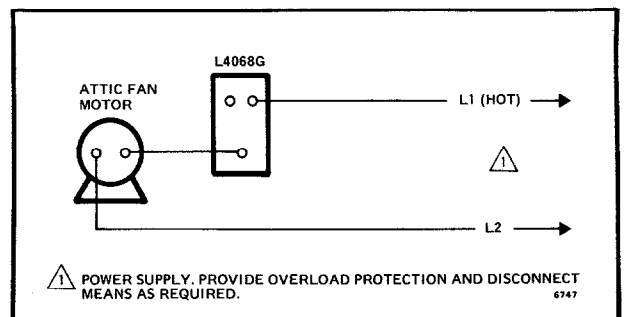 L4068G
ATTIC FAN
MOTOR
L1 (HOT)
1
L2
1 POWER SUPPLY. PROVIDE OVERLOAD PROTECTION AND DISCONNECT
MEANS AS REQUIRED.
6747